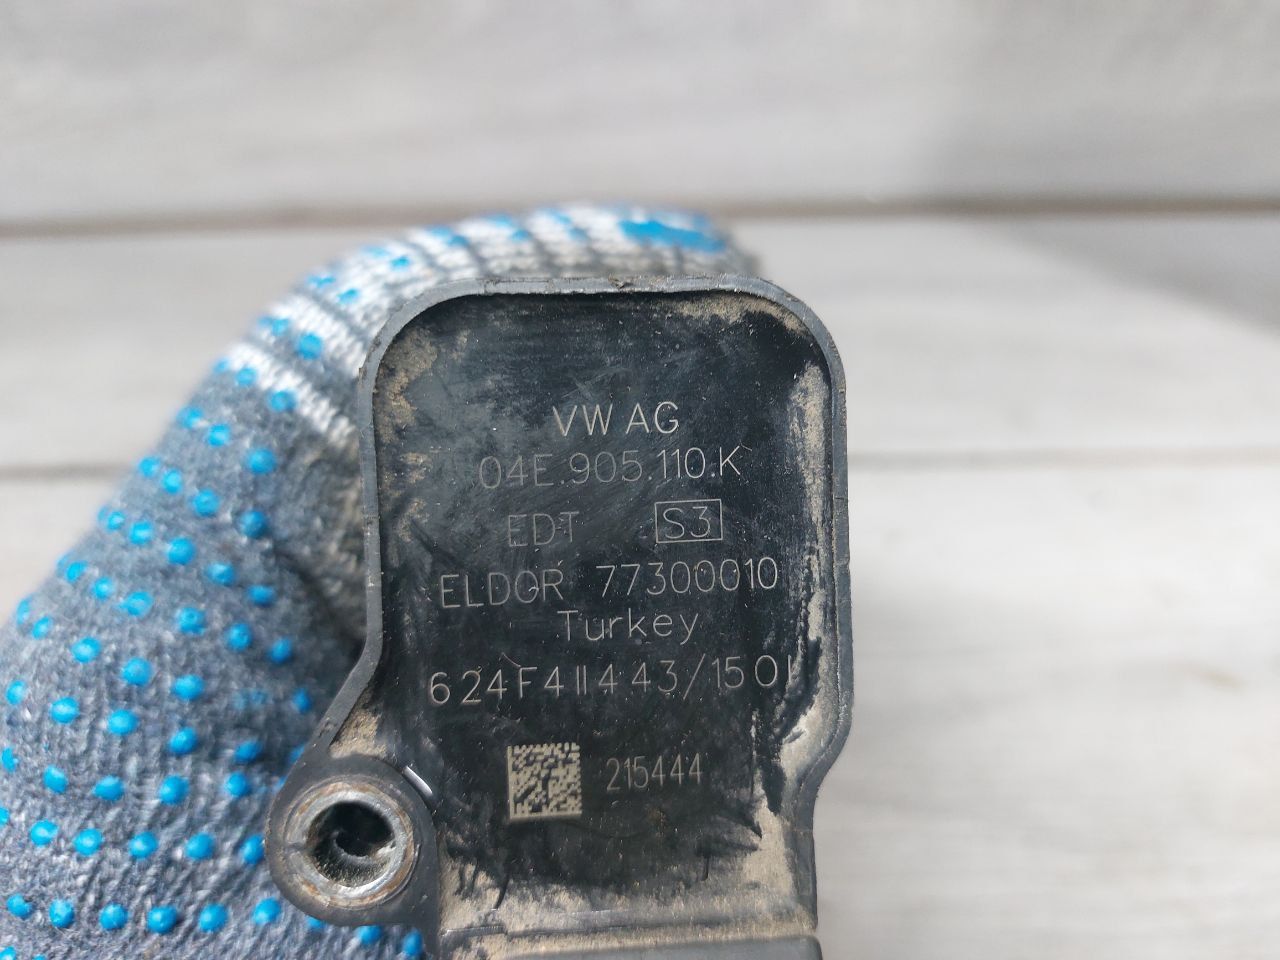 VW AG
04E.905.110.K
EDT S3
ELDOR 77300010
Turkey
624F411443/1501
215444